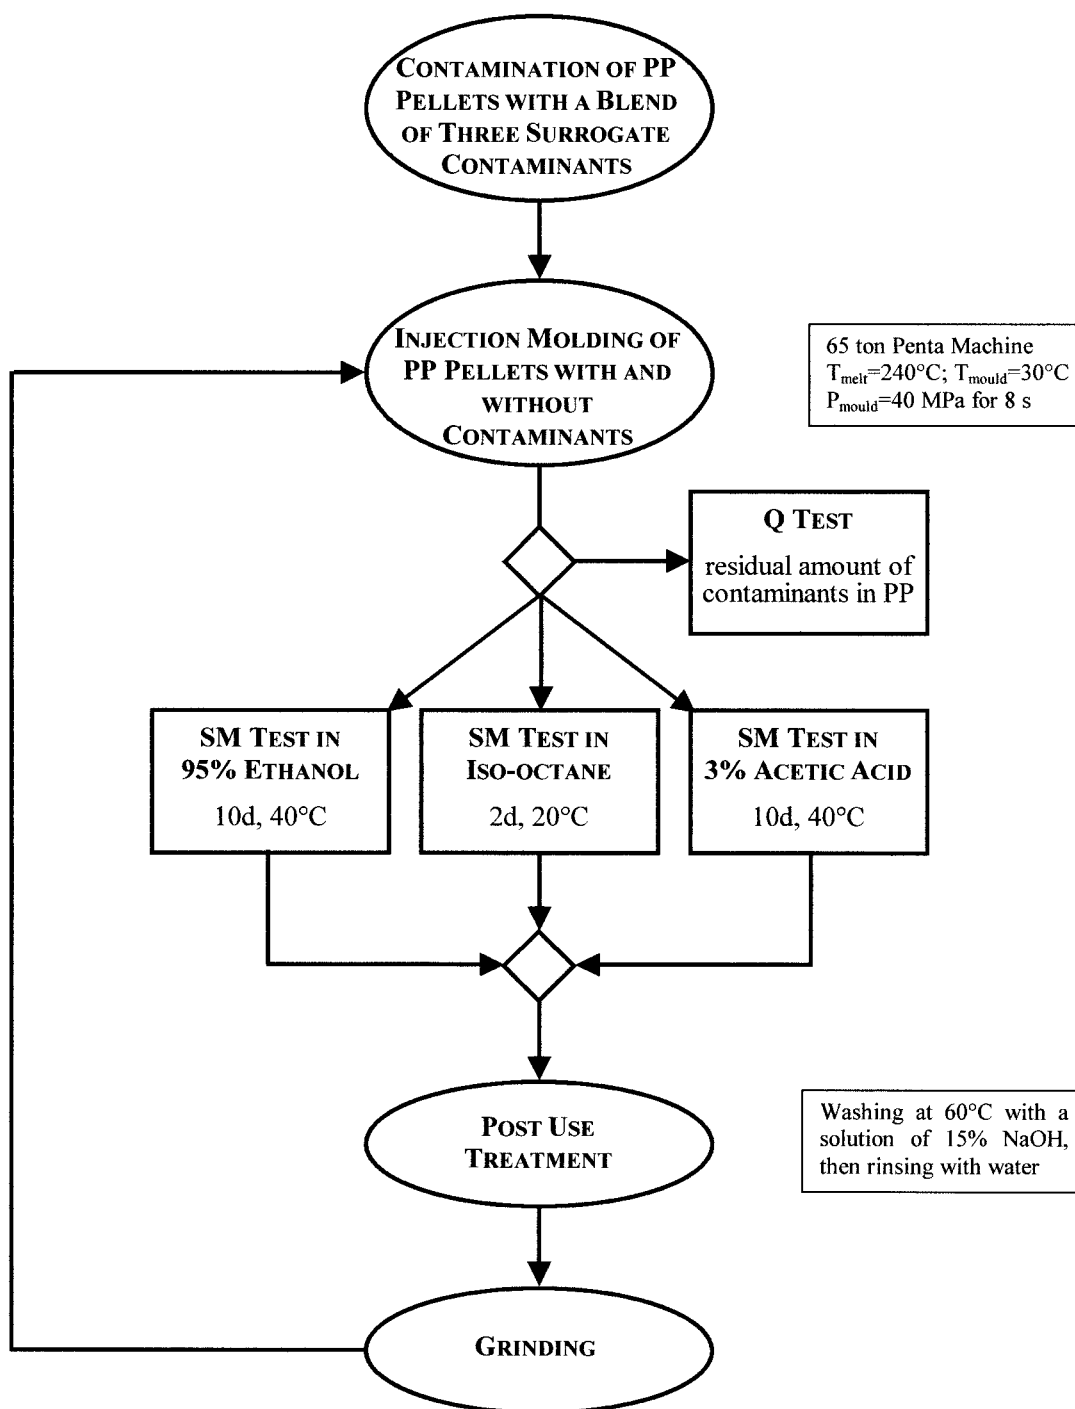 CONTAMINATION OF PP
PELLETS WITH A BLEND
OF THREE SURROGATE
CONTAMINANTS
INJECTION MOLDING OF
PP PELLETS WITH AND
WITHOUT
CONTAMINANTS
65 ton Penta Machine
Tmelt=240°C; Tmould=30°C
Pmould=40 MPa for 8 s
Q TEST
residual amount of
contaminants in PP
SM TEST IN
95% ETHANOL
10d, 40°C
SM TEST IN
ISO-OCTANE
2d, 20°C
SM TEST IN
3% ACETIC ACID
10d, 40°C
POST USE
TREATMENT
Washing at 60°C with a
solution of 15% NaOH,
then rinsing with water
GRINDING